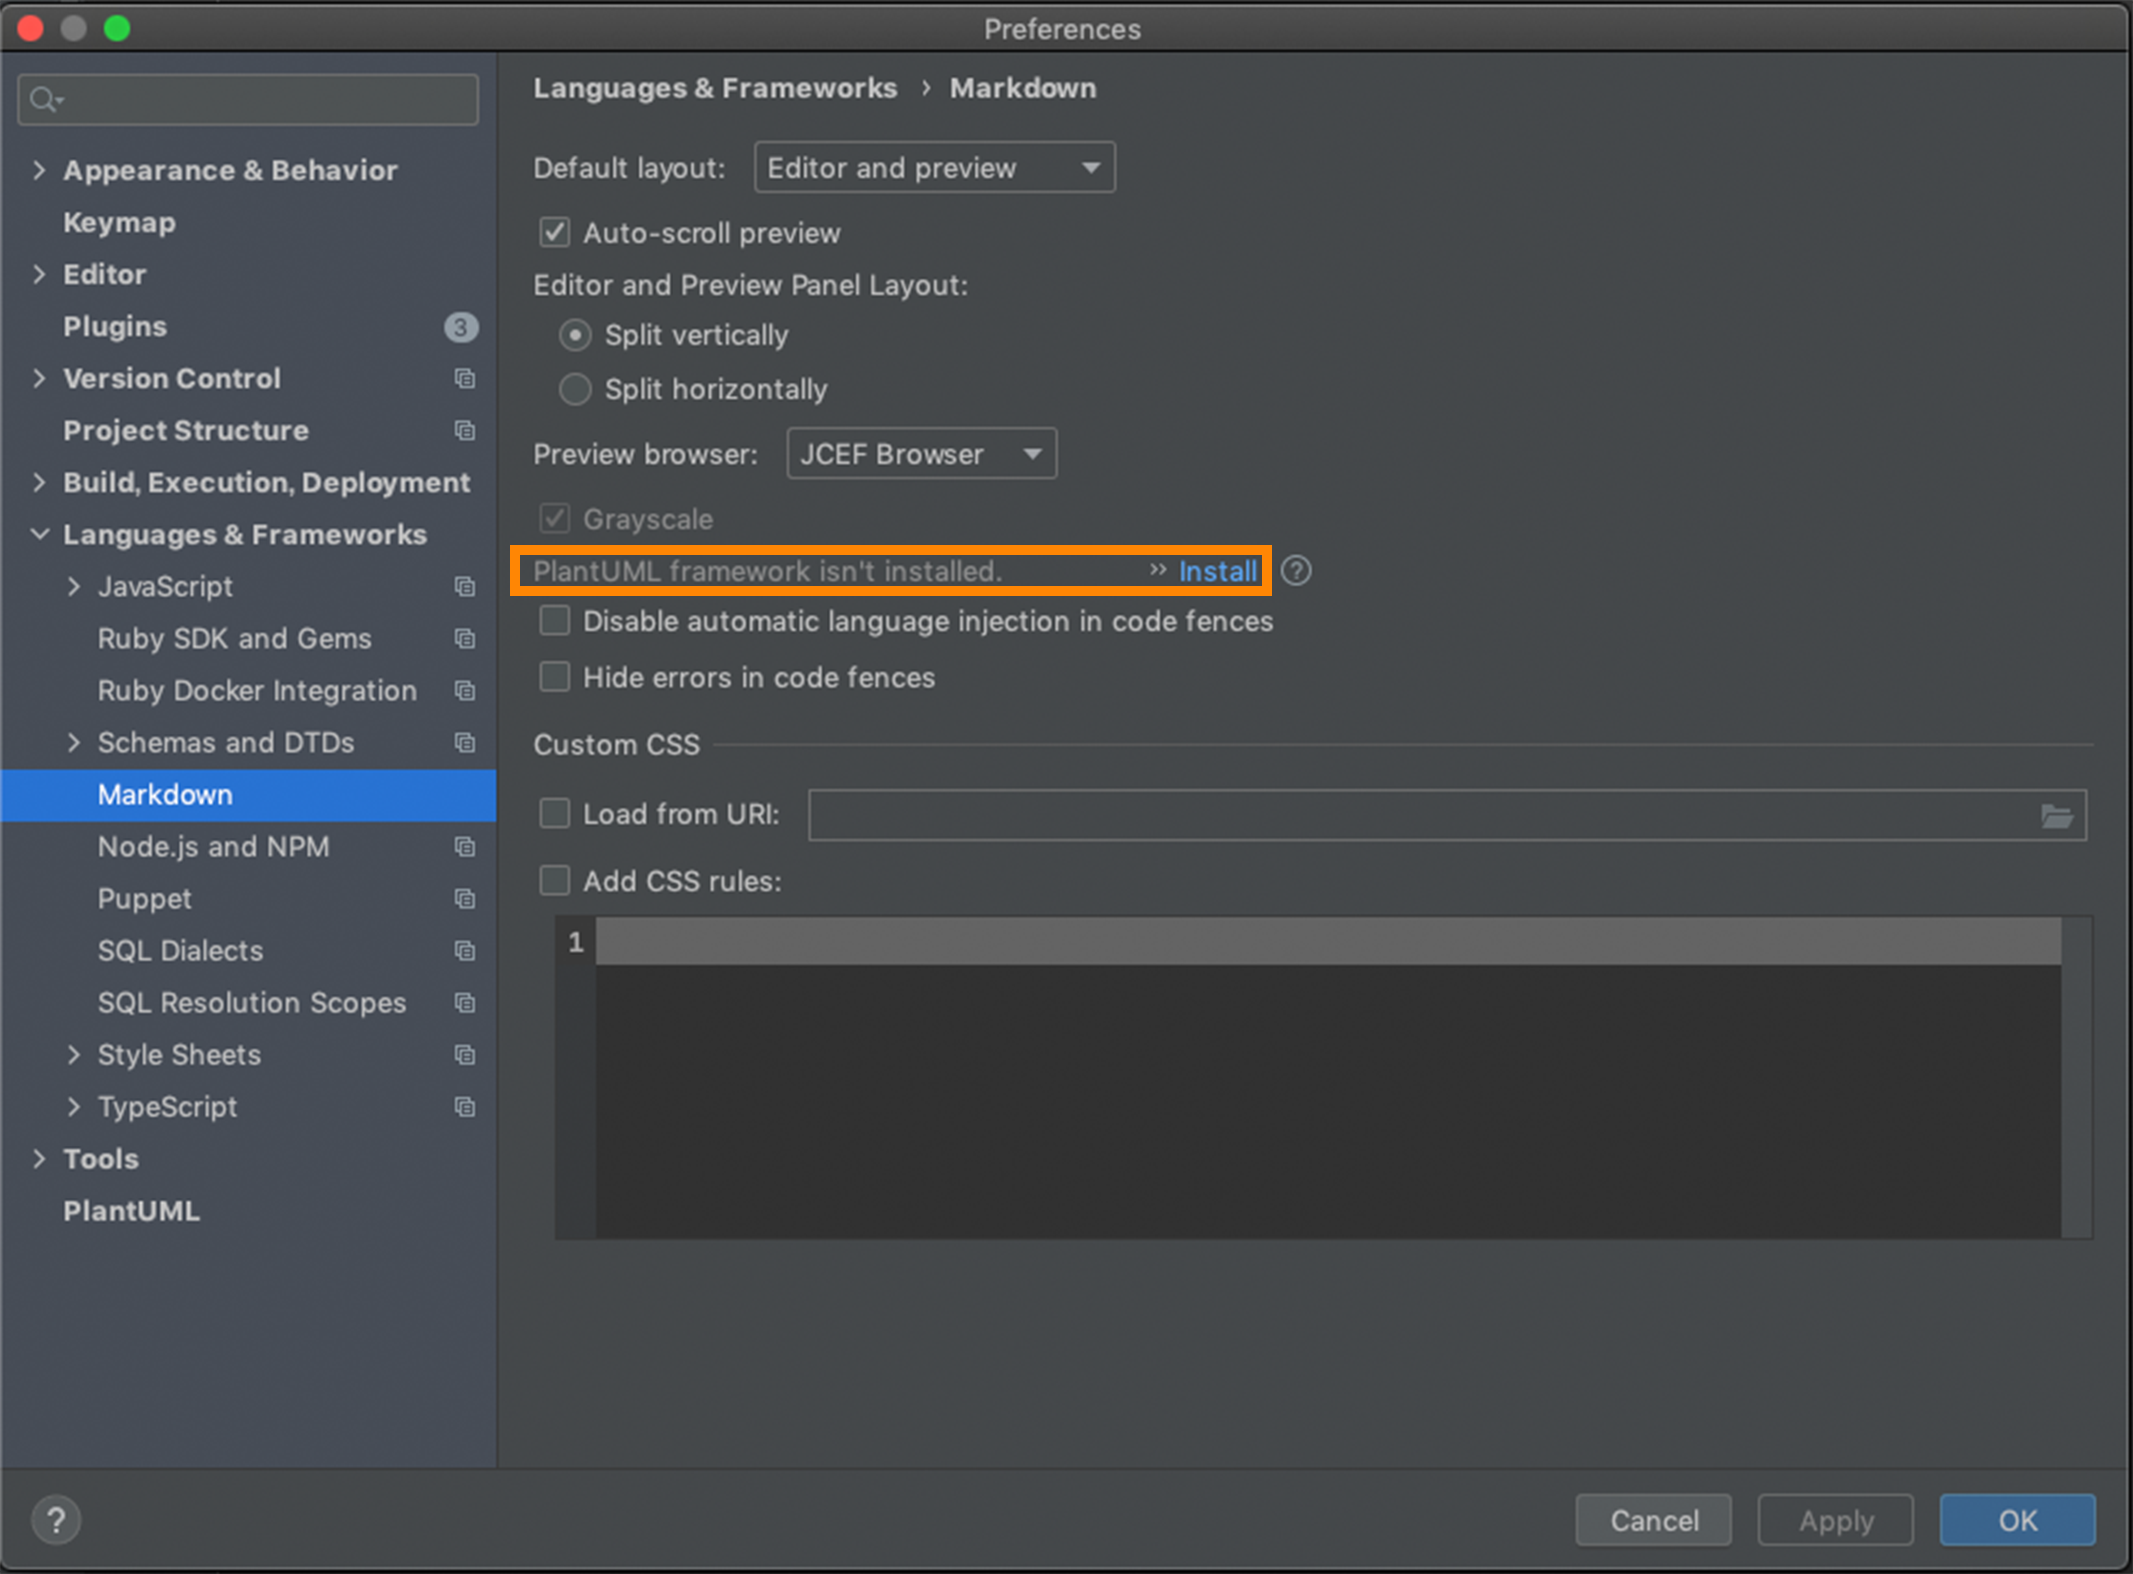 Preferences
Appearance & Behavior
Keymap
Editor
Plugins 3
Version Control
Project Structure
Build, Execution, Deployment
Languages & Frameworks
JavaScript
Ruby SDK and Gems
Ruby Docker Integration
Schemas and DTDs
Markdown
Node.js and NPM
Puppet
SQL Dialects
SQL Resolution Scopes
Style Sheets
TypeScript
Tools
PlantUML
Languages & Frameworks › Markdown
Default layout: Editor and preview
Auto-scroll preview
Editor and Preview Panel Layout:
Split vertically
Split horizontally
Preview browser: JCEF Browser
Grayscale
PlantUML framework isn't installed. » Install ?
Disable automatic language injection in code fences
Hide errors in code fences
Custom CSS
Load from URI:
Add CSS rules:
1
? Cancel Apply OK